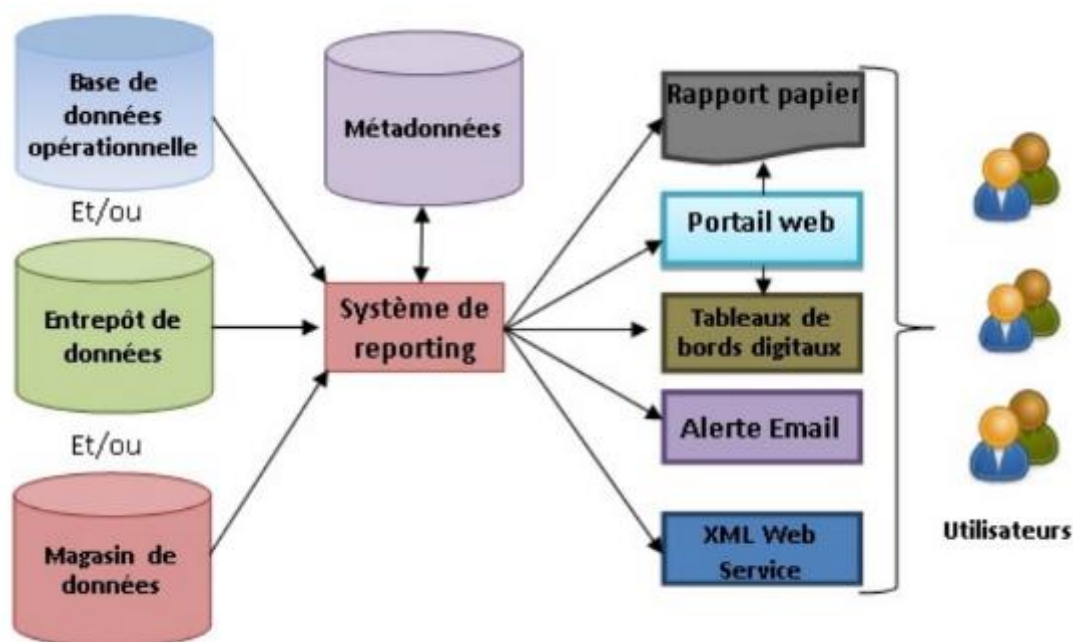 Base de
données
opérationnelle
Et/ou
Entrepôt de
données
Et/ou
Magasin de
données
Métadonnées
Système de
reporting
Rapport papier
Portail web
Tableaux de
bords digitaux
Alerte Email
XML Web
Service
Utilisateurs